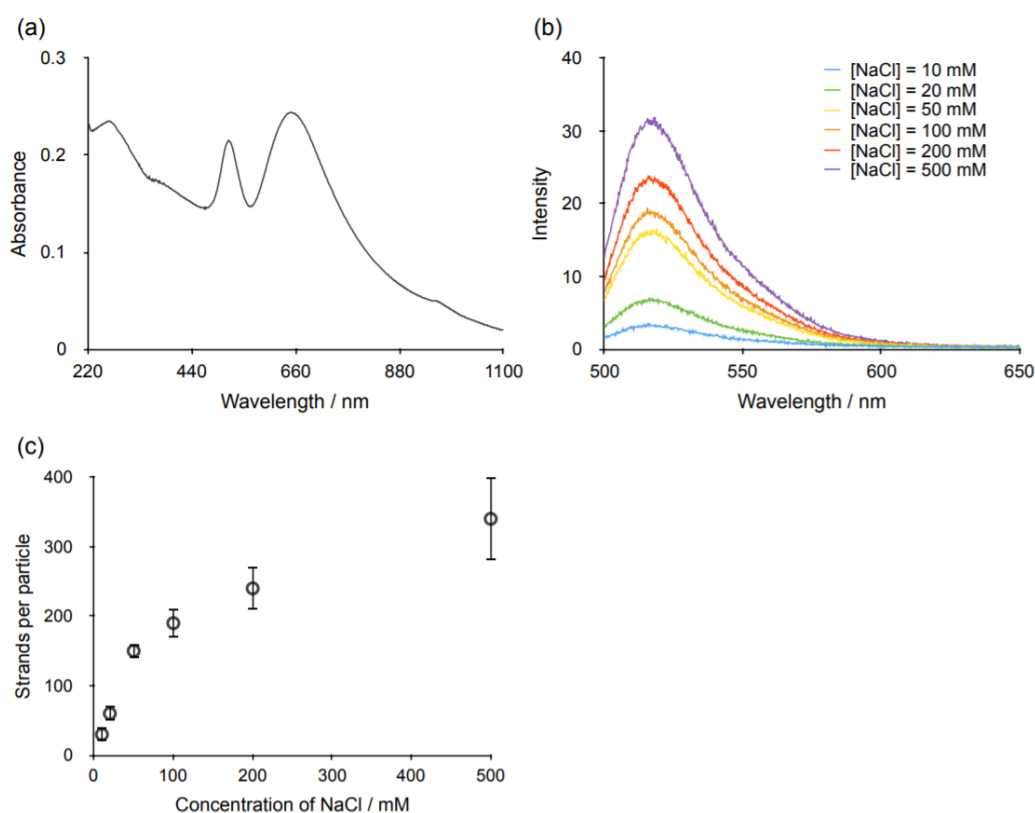 (a)
0.3
0.2
0.1
0
Absorbance
220
440
660
880
1100
Wavelength / nm
(b)
40
30
20
10
0
Intensity
[NaCl] = 10 mM
[NaCl] = 20 mM
[NaCl] = 50 mM
[NaCl] = 100 mM
[NaCl] = 200 mM
[NaCl] = 500 mM
500
550
600
650
Wavelength / nm
(c)
400
300
200
100
0
Strands per particle
0
100
200
300
400
500
Concentration of NaCl / mM